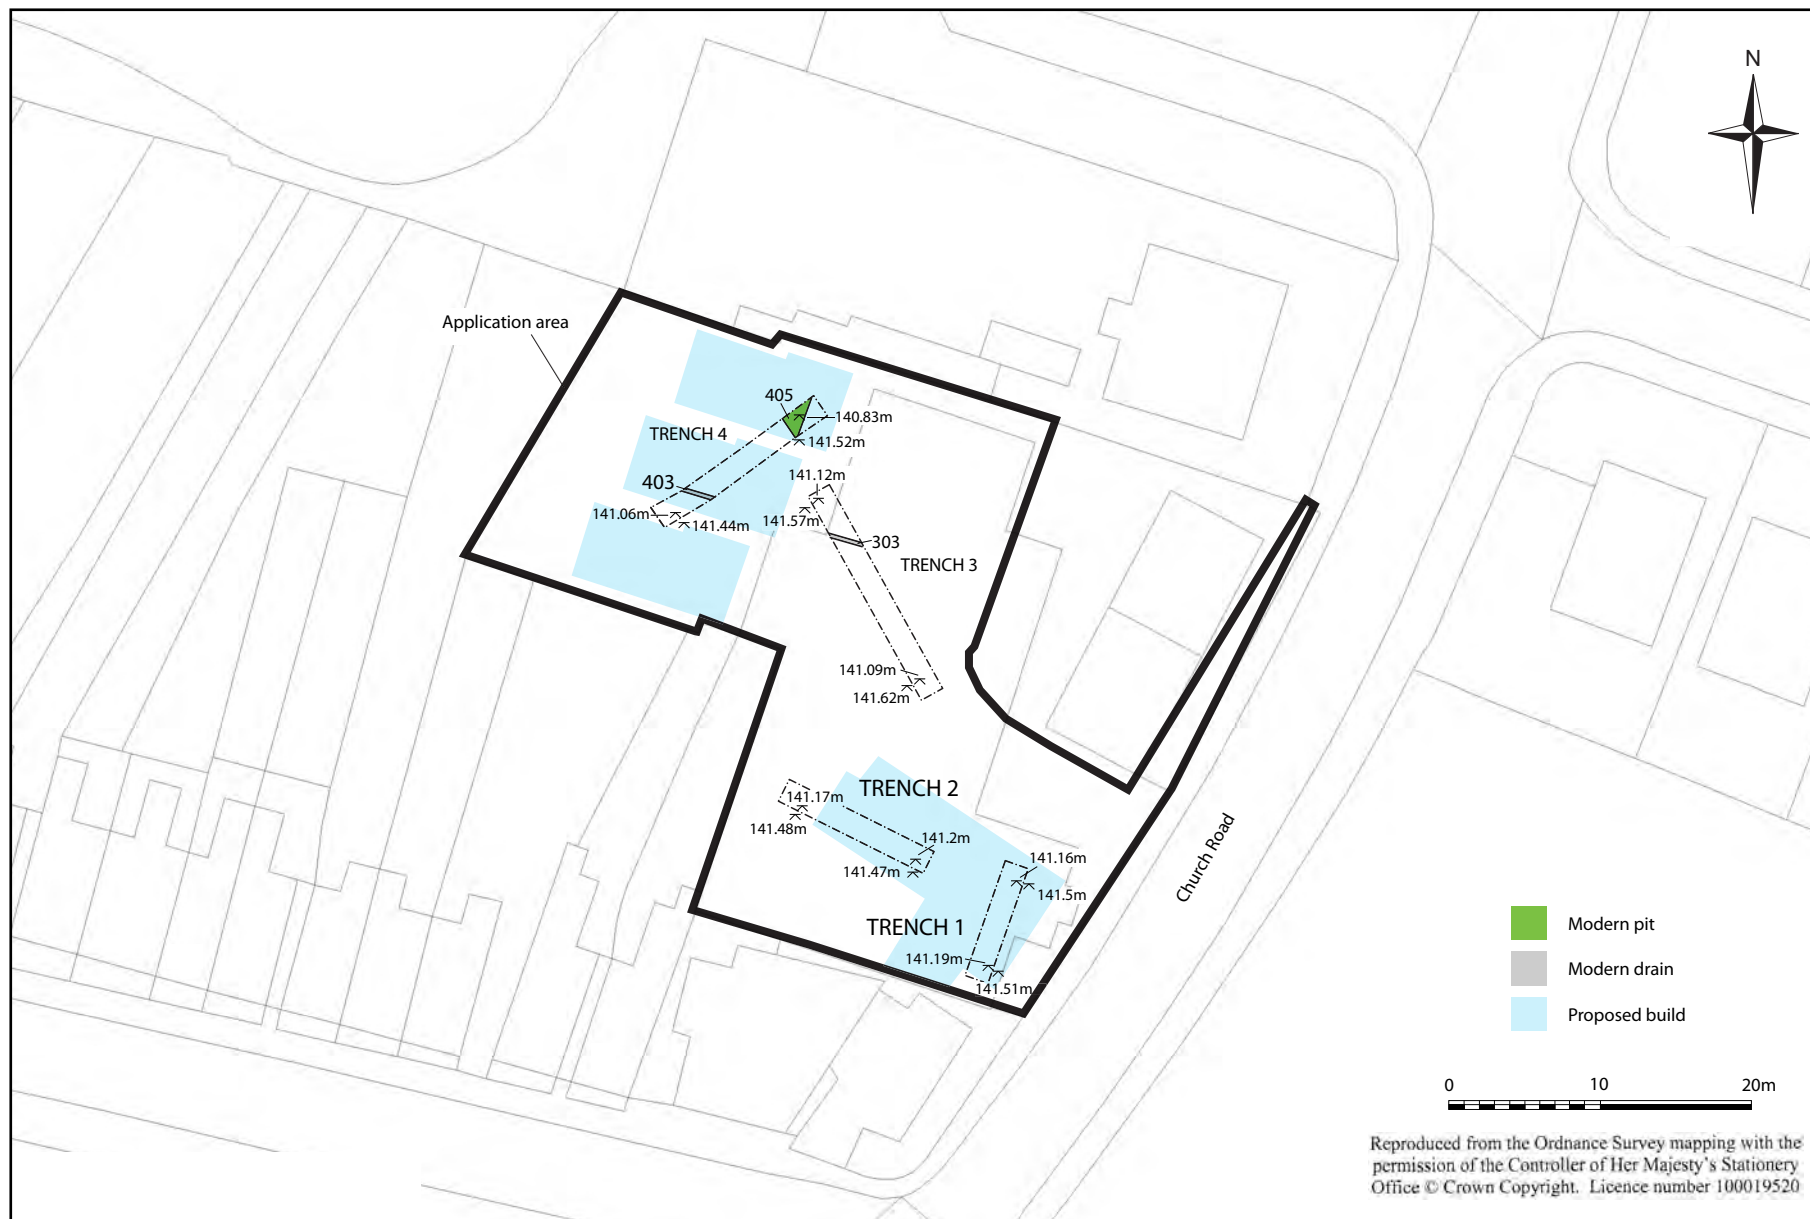 N
Application area
405
140.83m
TRENCH 4
141.52m
141.12m
403
141.06m
141.44m
141.57m
303
TRENCH 3
141.09m
141.62m
TRENCH 2
141.17m
141.48m
141.2m
141.47m
141.16m
141.5m
TRENCH 1
141.19m
141.51m
Church Road
Modern pit
Modern drain
Proposed build
0 10 20m
Reproduced from the Ordnance Survey mapping with the
permission of the Controller of Her Majesty's Stationery
Office © Crown Copyright. Licence number 100019520